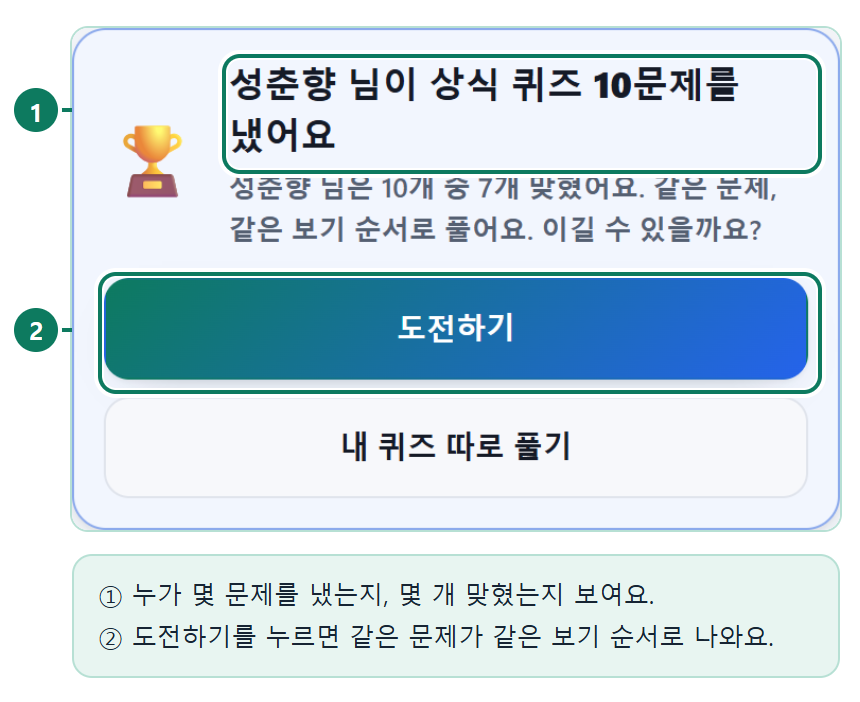 1
성춘향 님이 상식 퀴즈 10문제를
냈어요
성춘향 님은 10개 중 7개 맞혔어요. 같은 문제,
같은 보기 순서로 풀어요. 이길 수 있을까요?
2
도전하기
내 퀴즈 따로 풀기
① 누가 몇 문제를 냈는지, 몇 개 맞혔는지 보여요.
② 도전하기를 누르면 같은 문제가 같은 보기 순서로 나와요.